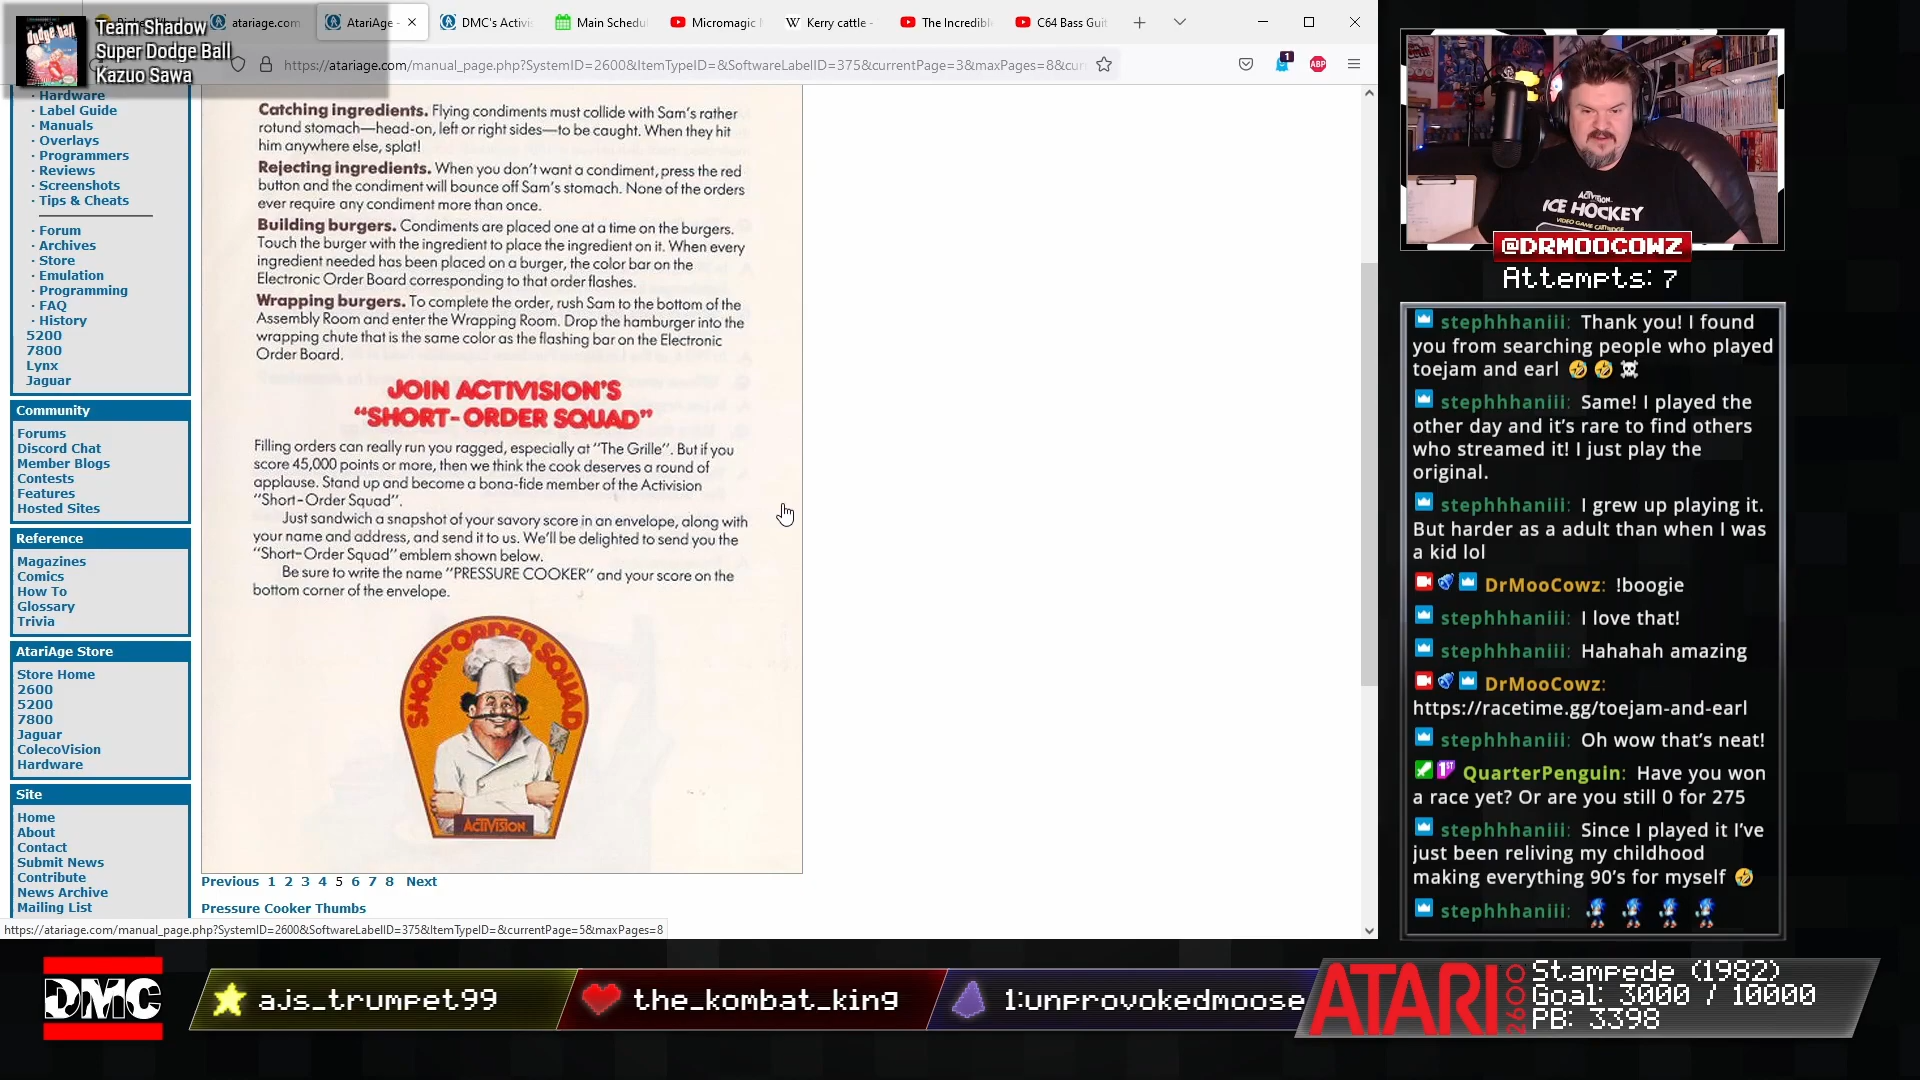 Team Shadow
Super Dodge Ball
Kazuo Sawa
atariage.com
AtariAge -
DMC's Activis
Main Schedu
Micromagic
Kerry cattle -
The Incredibl
C64 Bass Guit
https://atariage.com/manual_page.php?SystemID=2600&ItemTypeID=&SoftwareLabelID=375&currentPage=3&maxPages=8&cur
1
ABP
· Hardware
· Label Guide
· Manuals
· Overlays
· Programmers
· Reviews
· Screenshots
· Tips & Cheats
· Forum
· Archives
· Store
· Emulation
· Programming
· FAQ
· History
5200
7800
Lynx
Jaguar
Community
Forums
Discord Chat
Member Blogs
Contests
Features
Hosted Sites
Reference
Magazines
Comics
How To
Glossary
Trivia
AtariAge Store
Store Home
2600
5200
7800
Jaguar
ColecoVision
Hardware
Site
Home
About
Contact
Submit News
Contribute
News Archive
Mailing List
Catching ingredients. Flying condiments must collide with Sam's rather
rotund stomach—head-on, left or right sides—to be caught. When they hit
him anywhere else, splat!
Rejecting ingredients. When you don't want a condiment, press the red
button and the condiment will bounce off Sam's stomach. None of the orders
ever require any condiment more than once.
Building burgers. Condiments are placed one at a time on the burgers.
Touch the burger with the ingredient to place the ingredient on it. When every
ingredient needed has been placed on a burger, the color bar on the
Electronic Order Board corresponding to that order flashes.
Wrapping burgers. To complete the order, rush Sam to the bottom of the
Assembly Room and enter the Wrapping Room. Drop the hamburger into the
wrapping chute that is the same color as the flashing bar on the Electronic
Order Board.
JOIN ACTIVISION'S
"SHORT-ORDER SQUAD"
Filling orders can really run you ragged, especially at "The Grille". But if you
score 45,000 points or more, then we think the cook deserves a round of
applause. Stand up and become a bona-fide member of the Activision
"Short-Order Squad".
Just sandwich a snapshot of your savory score in an envelope, along with
your name and address, and send it to us. We'll be delighted to send you the
"Short-Order Squad" emblem shown below.
Be sure to write the name "PRESSURE COOKER" and your score on the
bottom corner of the envelope.
SHORT-ORDER SQUAD
ACTIVISION
Previous 1 2 3 4 5 6 7 8 Next
Pressure Cooker Thumbs
https://atariage.com/manual_page.php?SystemID=2600&SoftwareLabelID=375&ItemTypeID=&currentPage=5&maxPages=8
ACTIVISION
ICE HOCKEY
VIDEO GAME CARTRIDGE
@DRMOOCOWZ
Attempts: 7
stephhhaniii: Thank you! I found
you from searching people who played
toejam and earl 🤣 🤣 ☠
stephhhaniii: Same! I played the
other day and it's rare to find others
who streamed it! I just play the
original.
stephhhaniii: I grew up playing it.
But harder as a adult than when I was
a kid lol
DrMooCowz: !boogie
stephhhaniii: I love that!
stephhhaniii: Hahahah amazing
DrMooCowz:
https://racetime.gg/toejam-and-earl
stephhhaniii: Oh wow that's neat!
1ST QuarterPenguin: Have you won
a race yet? Or are you still 0 for 275
stephhhaniii: Since I played it I've
just been reliving my childhood
making everything 90's for myself 🤣
stephhhaniii:
DMC
ajs_trumpet99
the_kombat_king
1:unprovokedmoose
ATARI 2600
Stampede (1982)
Goal: 3000 / 10000
PB: 3398